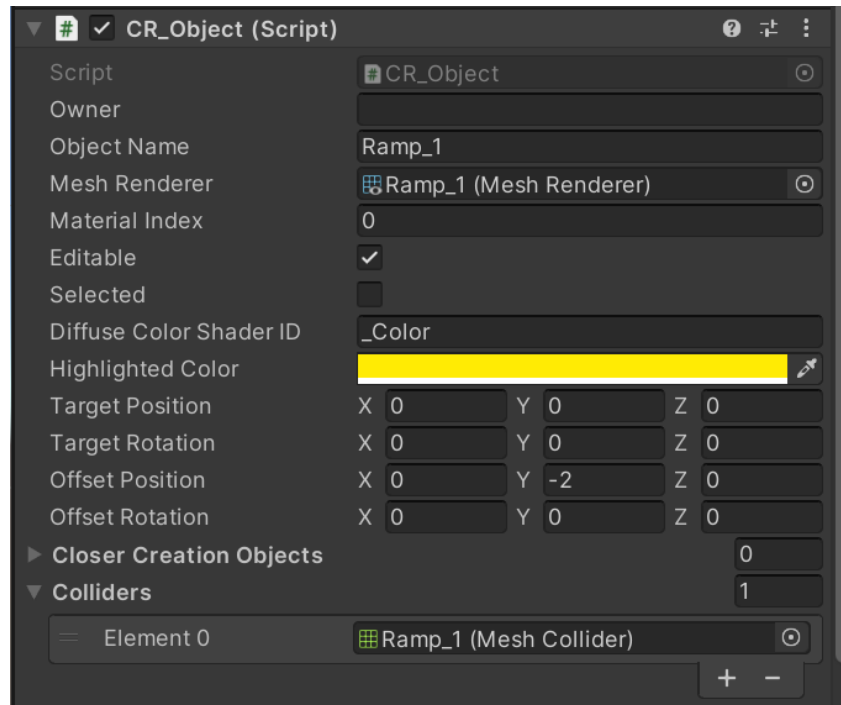 CR_Object (Script)
Script CR_Object
Owner
Object Name Ramp_1
Mesh Renderer Ramp_1 (Mesh Renderer)
Material Index 0
Editable
Selected
Diffuse Color Shader ID _Color
Highlighted Color
Target Position X 0 Y 0 Z 0
Target Rotation X 0 Y 0 Z 0
Offset Position X 0 Y -2 Z 0
Offset Rotation X 0 Y 0 Z 0
Closer Creation Objects 0
Colliders 1
Element 0 Ramp_1 (Mesh Collider)